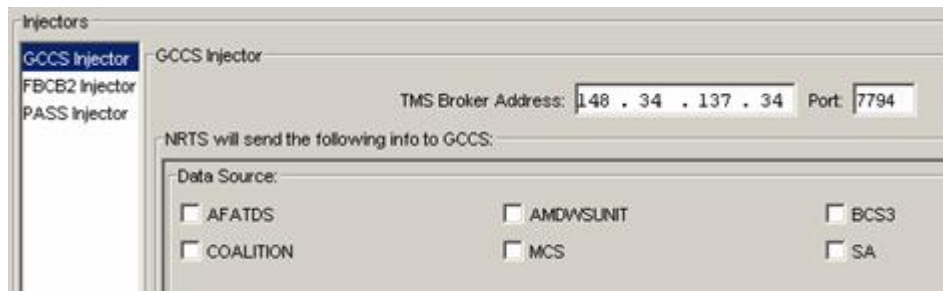 Injectors
GCCS Injector
FBCB2 Injector
PASS Injector
GCCS Injector
TMS Broker Address: 148 . 34 . 137 . 34 Port: 7794
NRTS will send the following info to GCCS:
Data Source:
AFATDS AMDWSUNIT BCS3
COALITION MCS SA